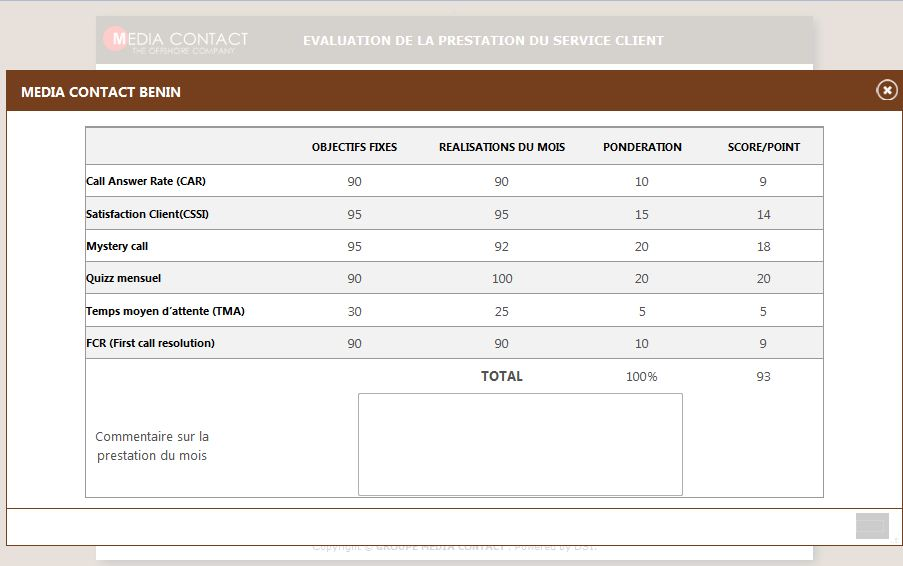 MEDIA CONTACT
THE OFFSHORE COMPANY
EVALUATION DE LA PRESTATION DU SERVICE CLIENT
MEDIA CONTACT BENIN
OBJECTIFS FIXES REALISATIONS DU MOIS PONDERATION SCORE/POINT
Call Answer Rate (CAR) 90 90 10 9
Satisfaction Client(CSSI) 95 95 15 14
Mystery call 95 92 20 18
Quizz mensuel 90 100 20 20
Temps moyen d’attente (TMA) 30 25 5 5
FCR (First call resolution) 90 90 10 9
TOTAL 100% 93
Commentaire sur la
prestation du mois
Copyright © GROUPE MEDIA CONTACT . Powered by DSI.